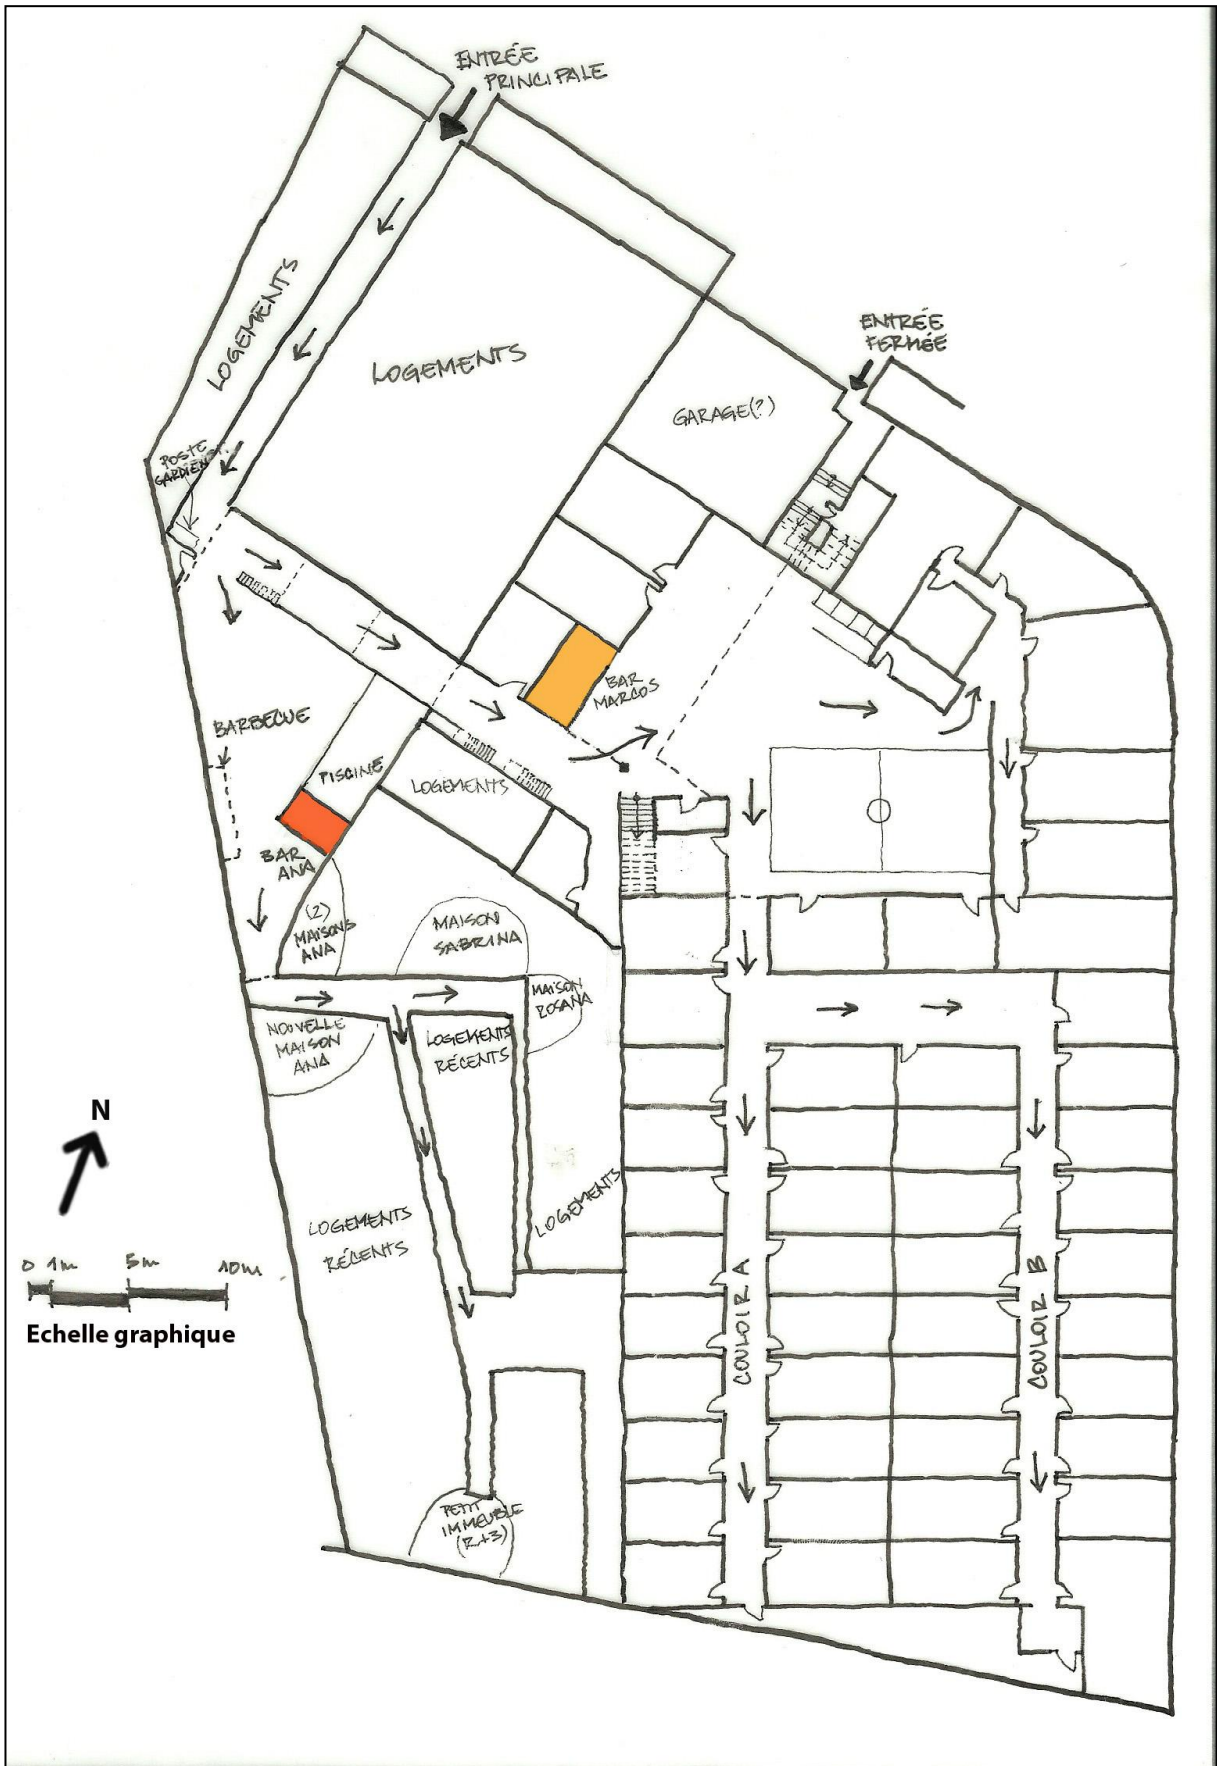 ENTRÉE
PRINCIPALE
LOGEMENTS
LOGEMENTS
ENTRÉE
FERMÉE
GARAGE(?)
POSTE
GARDIEN
BAR
MARCOS
BARBECUE
PISCINE
LOGEMENTS
BAR
ANA
(2)
MAISONS
ANA
MAISON
SABRINA
MAISON
ROSANA
NOUVELLE
MAISON
ANA
LOGEMENTS
RÉCENTS
N
LOGEMENTS
LOGEMENTS
RÉCENTS
0 1m 5m 10m
Echelle graphique
COULOIR A
COULOIR B
PETIT
IMMEUBLE
(R+3)